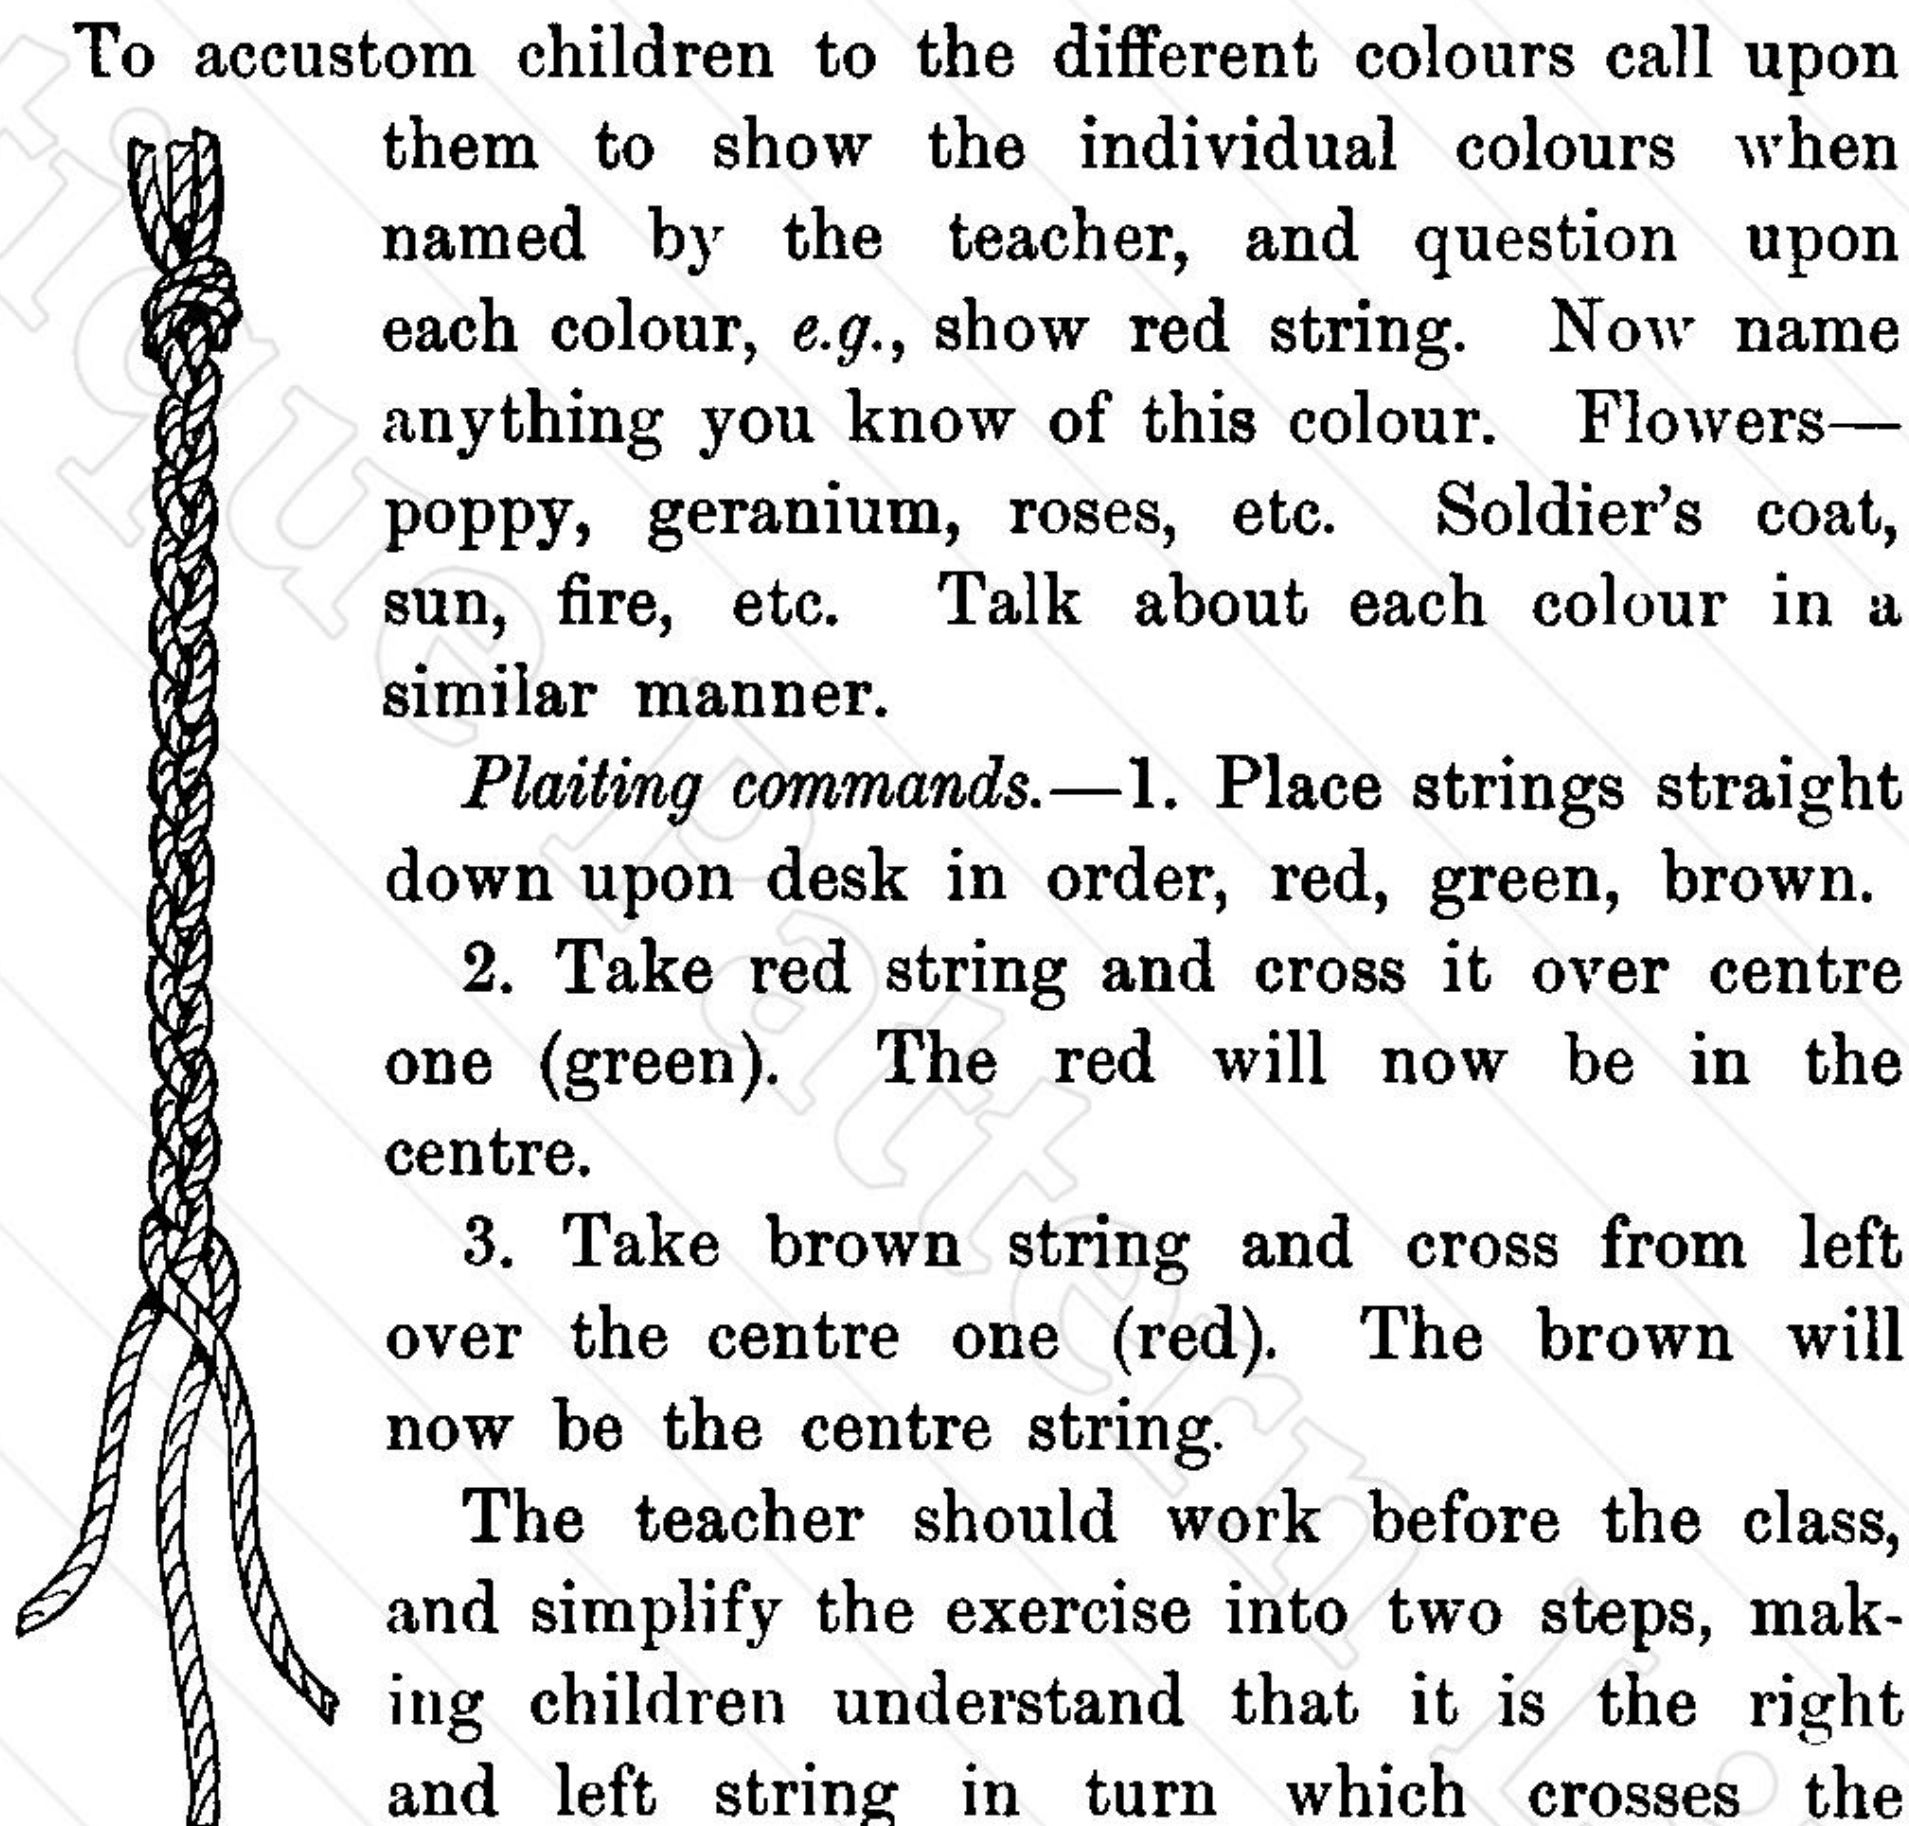 To accustom children to the different colours call upon
them to show the individual colours when
named by the teacher, and question upon
each colour, e.g., show red string. Now name
anything you know of this colour. Flowers—
poppy, geranium, roses, etc. Soldier's coat,
sun, fire, etc. Talk about each colour in a
similar manner.
Plaiting commands.—1. Place strings straight
down upon desk in order, red, green, brown.
2. Take red string and cross it over centre
one (green). The red will now be in the
centre.
3. Take brown string and cross from left
over the centre one (red). The brown will
now be the centre string.
The teacher should work before the class,
and simplify the exercise into two steps, mak-
ing children understand that it is the right
and left string in turn which crosses the